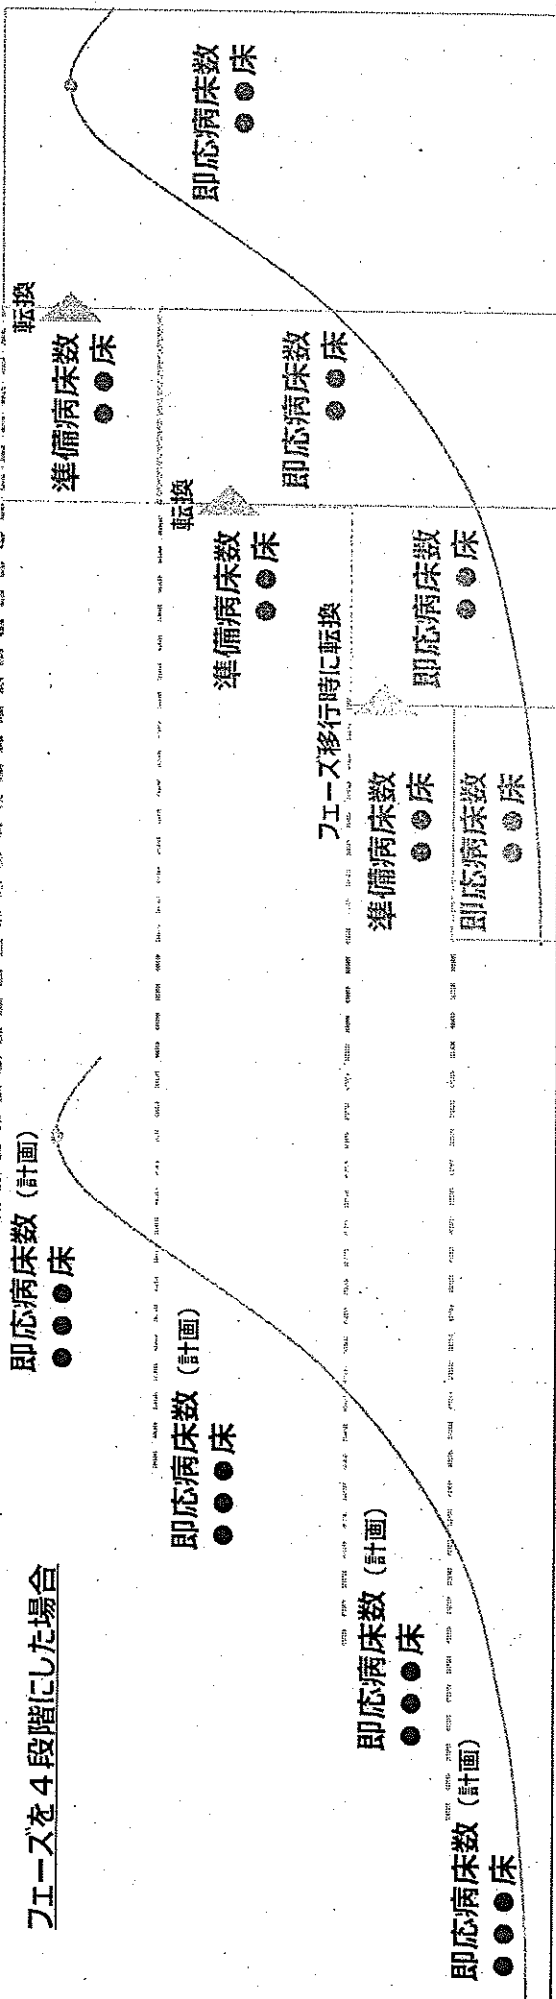 フェーズを4段階にした場合
即応病床数(計画)
●●●●床
即応病床数(計画)
●●●●床
即応病床数(計画)
●●●●床
即応病床数(計画)
●●●●床
転換
準備病床数
●●床
即応病床数
●●床
転換
準備病床数
●●床
即応病床数
●●床
フェーズ移行時に転換
準備病床数
●●床
即応病床数
●●床
即応病床数
●●床